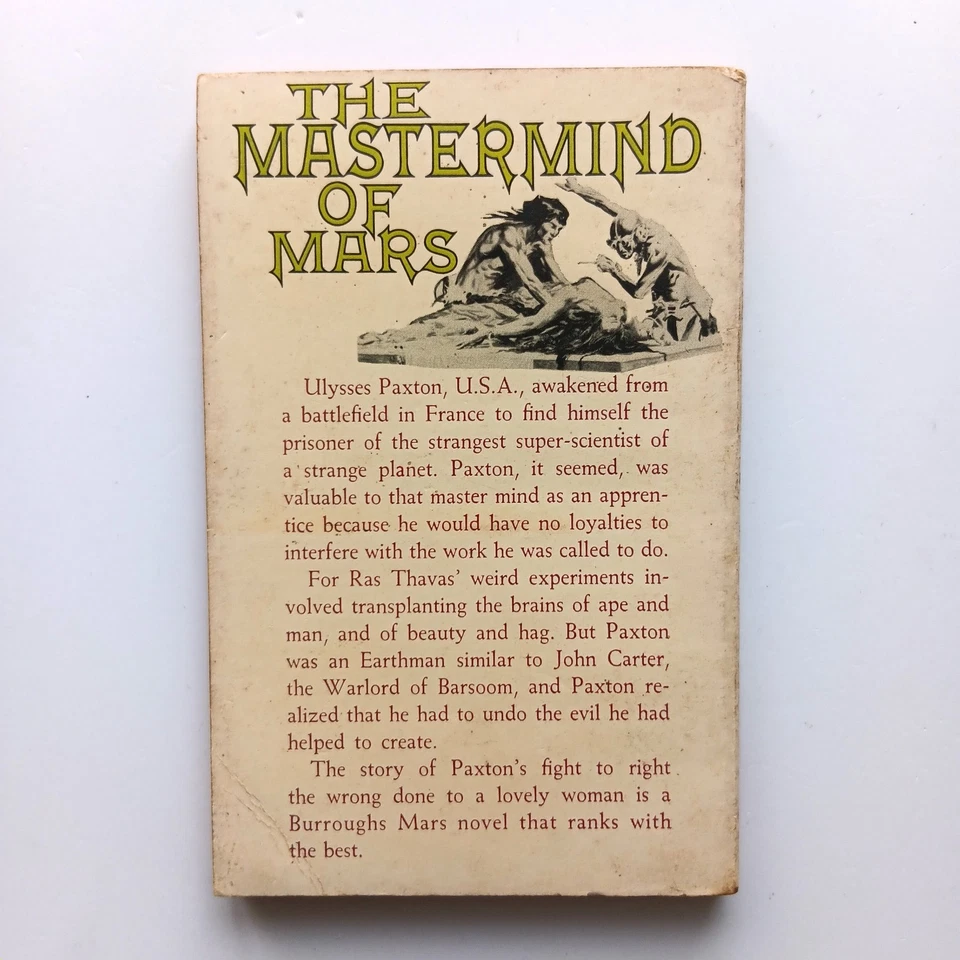 THE
MASTERMIND
OF
MARS
Ulysses Paxton, U.S.A., awakened from
a battlefield in France to find himself the
prisoner of the strangest super-scientist of
a strange planet. Paxton, it seemed, was
valuable to that master mind as an appren-
tice because he would have no loyalties to
interfere with the work he was called to do.
For Ras Thavas' weird experiments in-
volved transplanting the brains of ape and
man, and of beauty and hag. But Paxton
was an Earthman similar to John Carter,
the Warlord of Barsoom, and Paxton re-
alized that he had to undo the evil he had
helped to create.
The story of Paxton's fight to right
the wrong done to a lovely woman is a
Burroughs Mars novel that ranks with
the best.